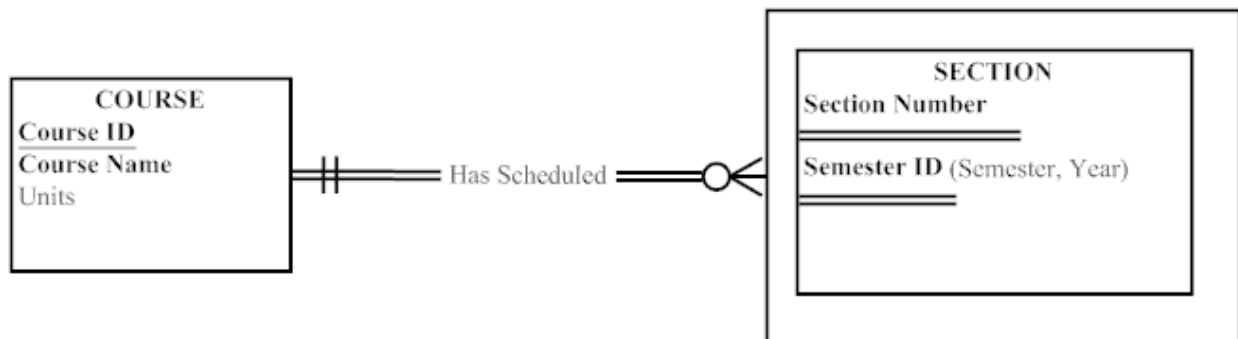 COURSE
Course ID
Course Name
Units
Has Scheduled
SECTION
Section Number
Semester ID (Semester, Year)